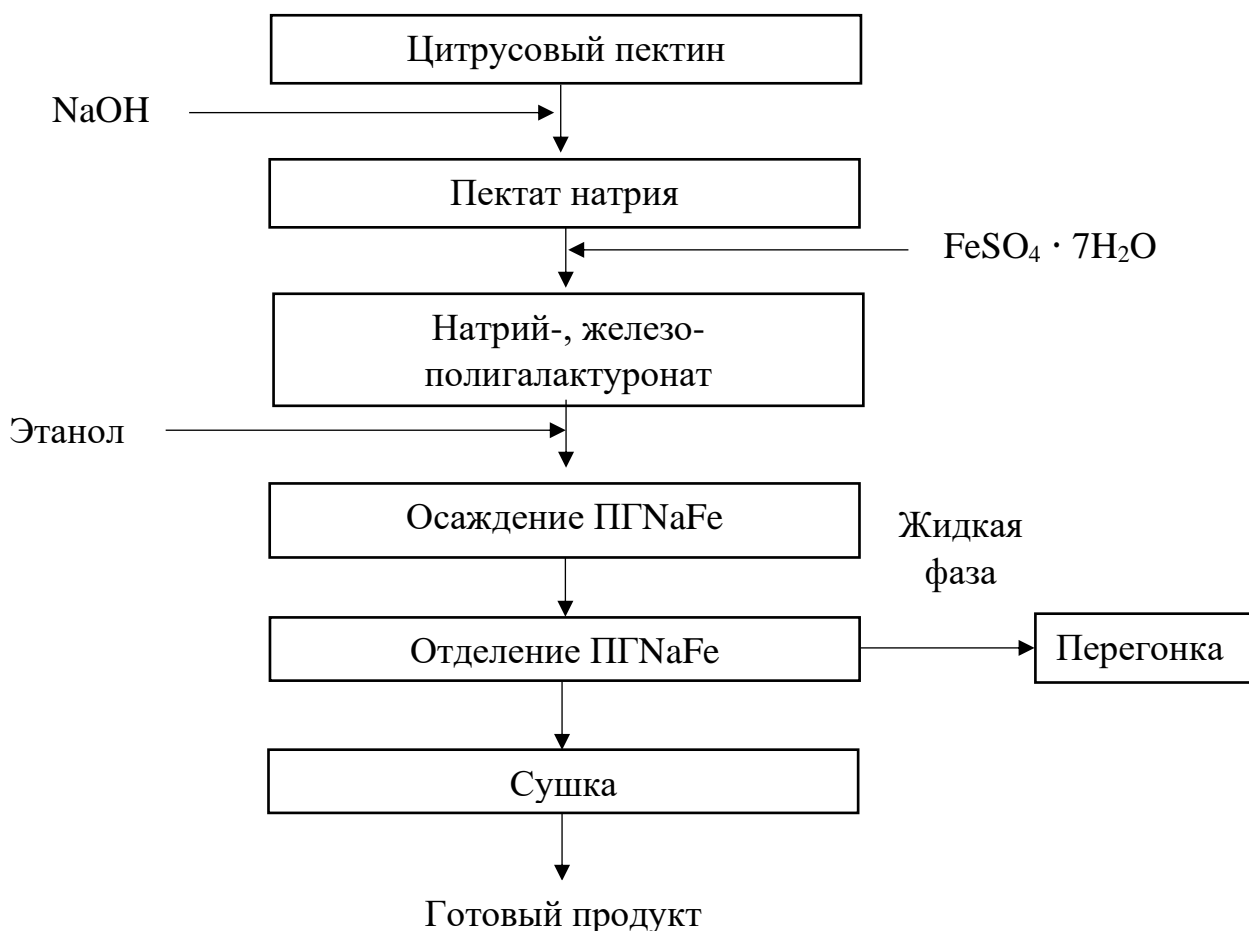 Цитрусовый пектин
NaOH
Пектат натрия
FeSO₄ · 7H₂O
Натрий-, железо-
полигалактуронат
Этанол
Осаждение ПГNaFe
Жидкая
фаза
Отделение ПГNaFe
Перегонка
Сушка
Готовый продукт